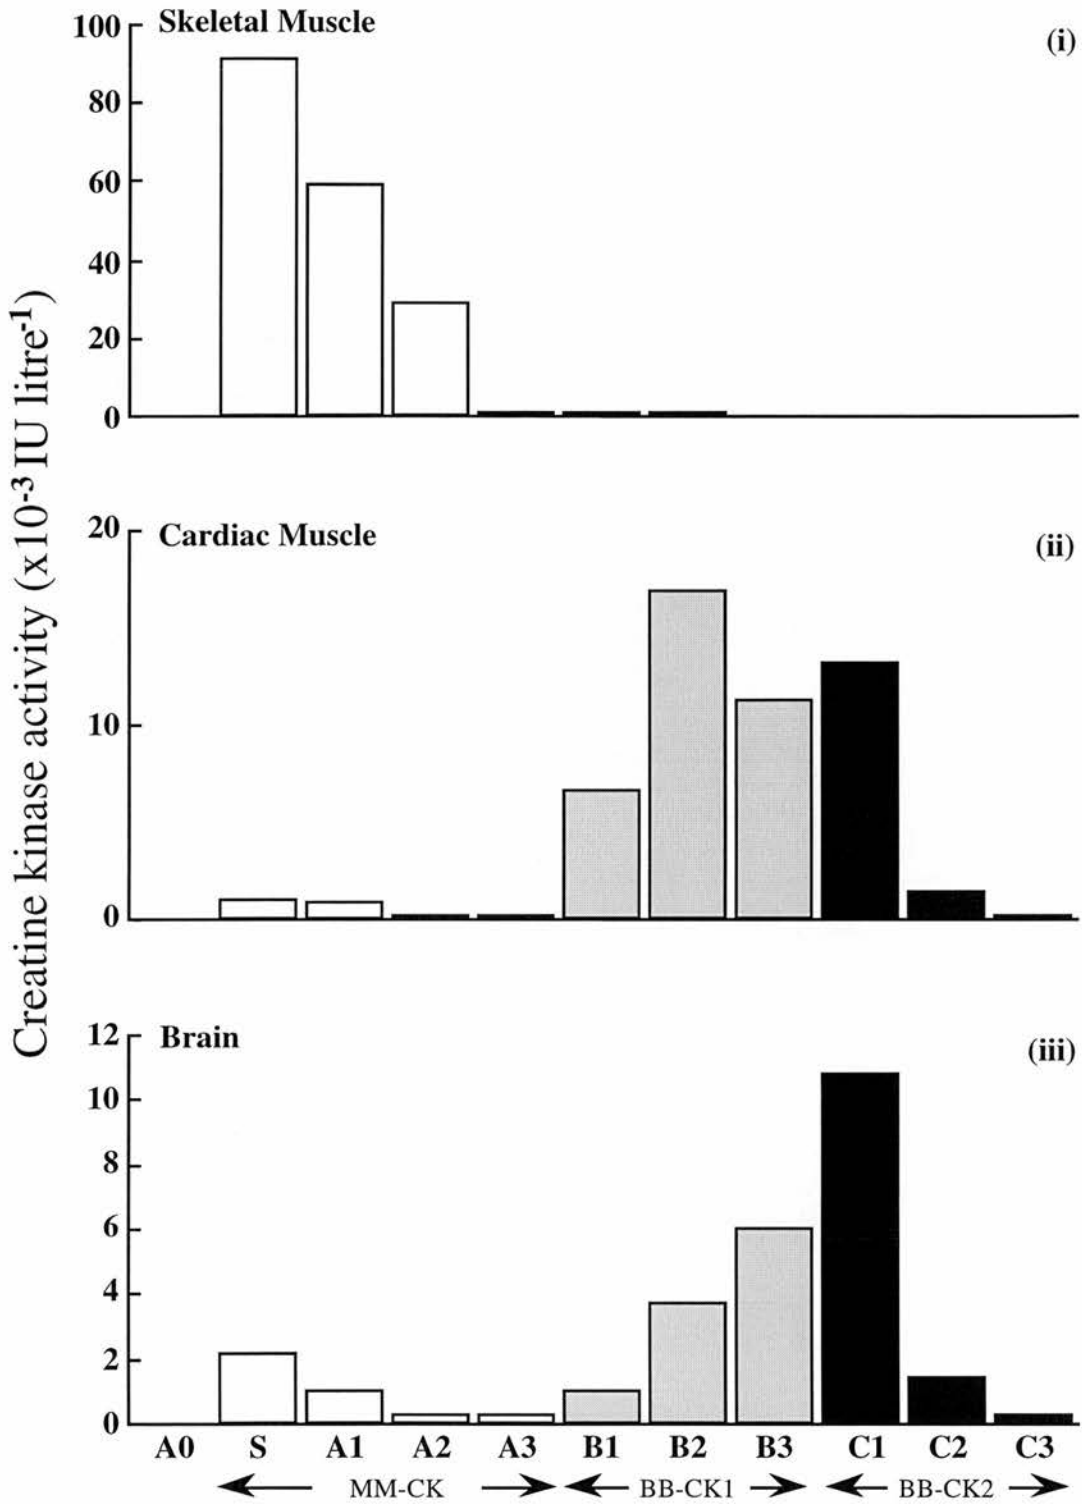 Creatine kinase activity (x10⁻³ IU litre⁻¹)
Skeletal Muscle
(i)
100
80
60
40
20
0
Cardiac Muscle
(ii)
20
10
0
Brain
(iii)
12
10
8
6
4
2
0
A0 S A1 A2 A3 B1 B2 B3 C1 C2 C3
MM-CK BB-CK1 BB-CK2